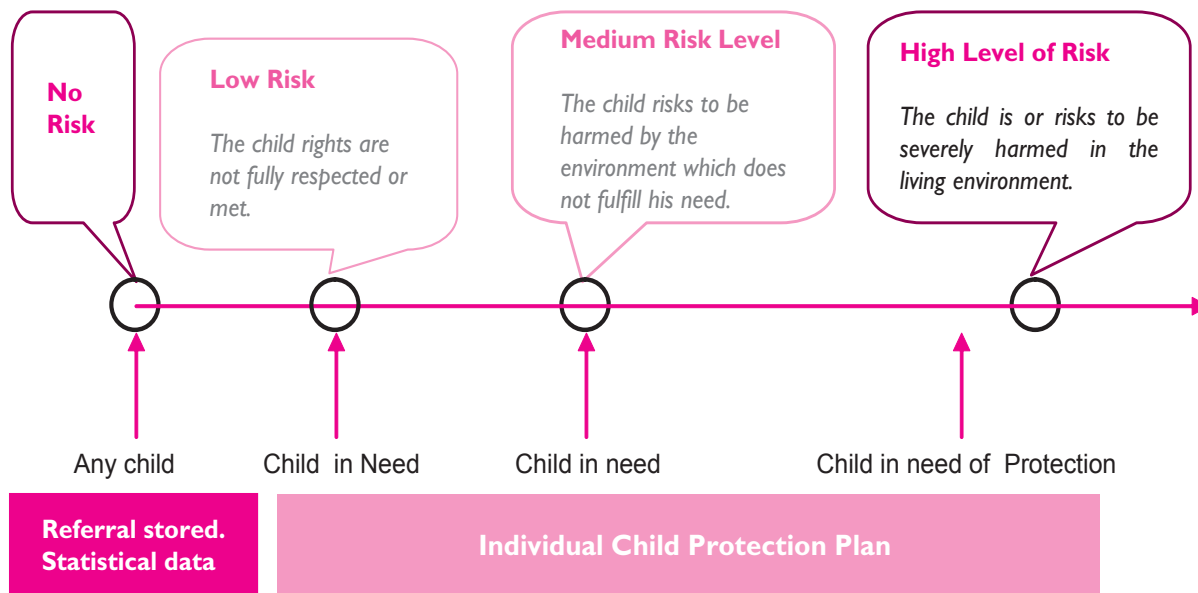 No
Risk
Low Risk
The child rights are
not fully respected or
met.
Medium Risk Level
The child risks to be
harmed by the
environment which does
not fulfill his need.
High Level of Risk
The child is or risks to be
severely harmed in the
living environment.
Any child
Child in Need
Child in need
Child in need of Protection
Referral stored.
Statistical data
Individual Child Protection Plan